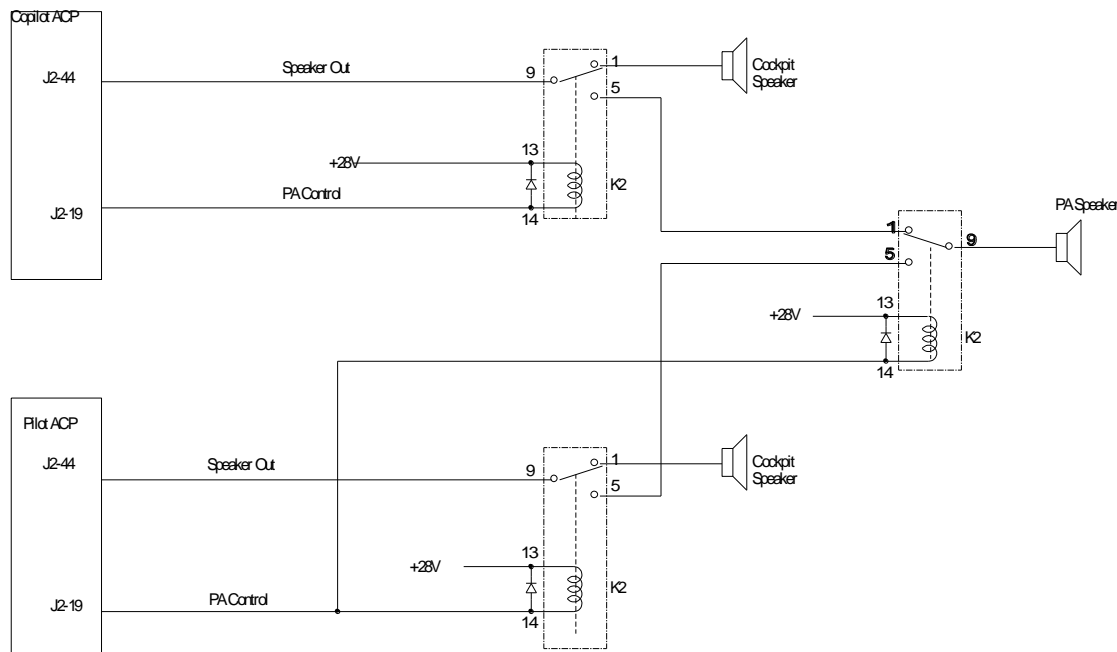 Copilot ACP
J2-44
Speaker Out
9
1
5
Cockpit
Speaker
13
+28V
K2
PA Control
14
J2-19
PA Speaker
1
9
5
13
+28V
K2
14
Pilot ACP
J2-44
Speaker Out
9
1
5
Cockpit
Speaker
13
+28V
K2
J2-19
PA Control
14